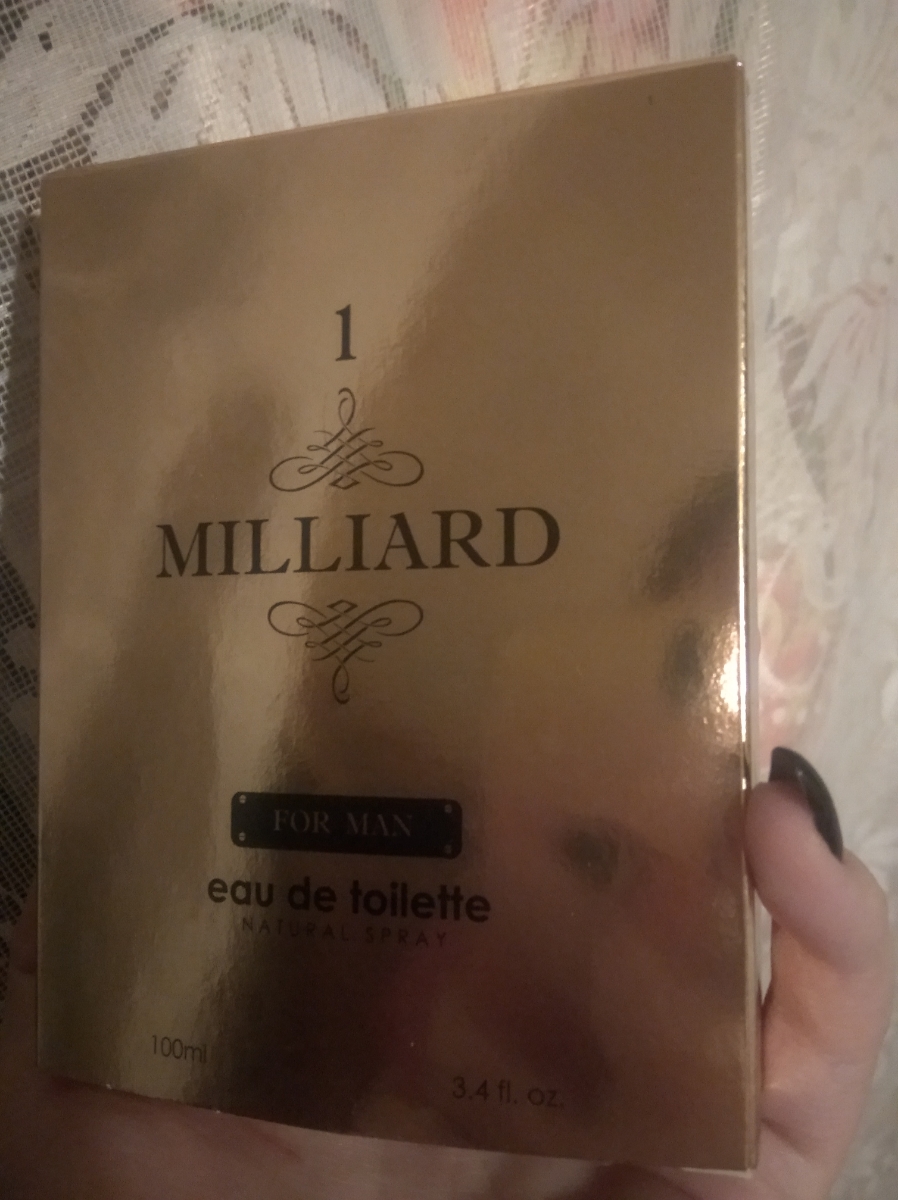 1
MILLIARD
FOR MAN
eau de toilette
NATURAL SPRAY
100ml
3.4 fl. oz.